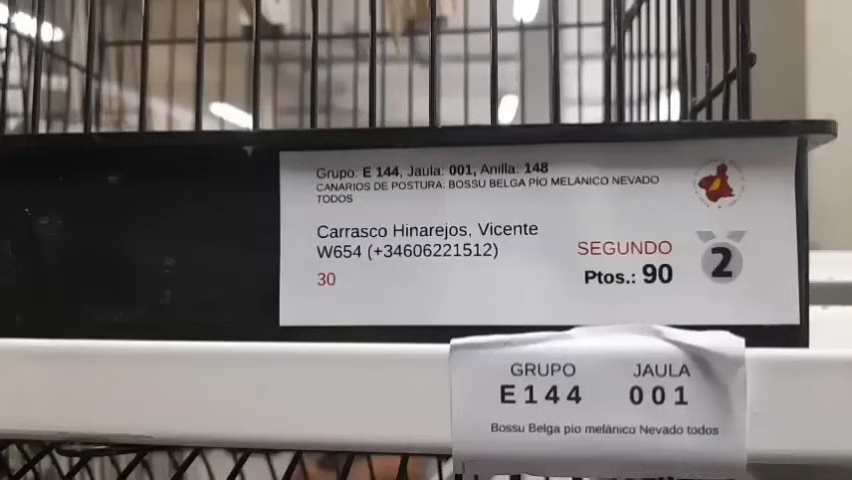 Grupo: E 144, Jaula: 001, Anilla: 148
CANARIOS DE POSTURA: BOSSU BELGA PIO MELANICO NEVADO
TODOS
Carrasco Hinarejos, Vicente
W654 (+34606221512)
SEGUNDO
2
30
Ptos.: 90
GRUPO JAULA
E144 001
Bossu Belga pio melánico Nevado todos